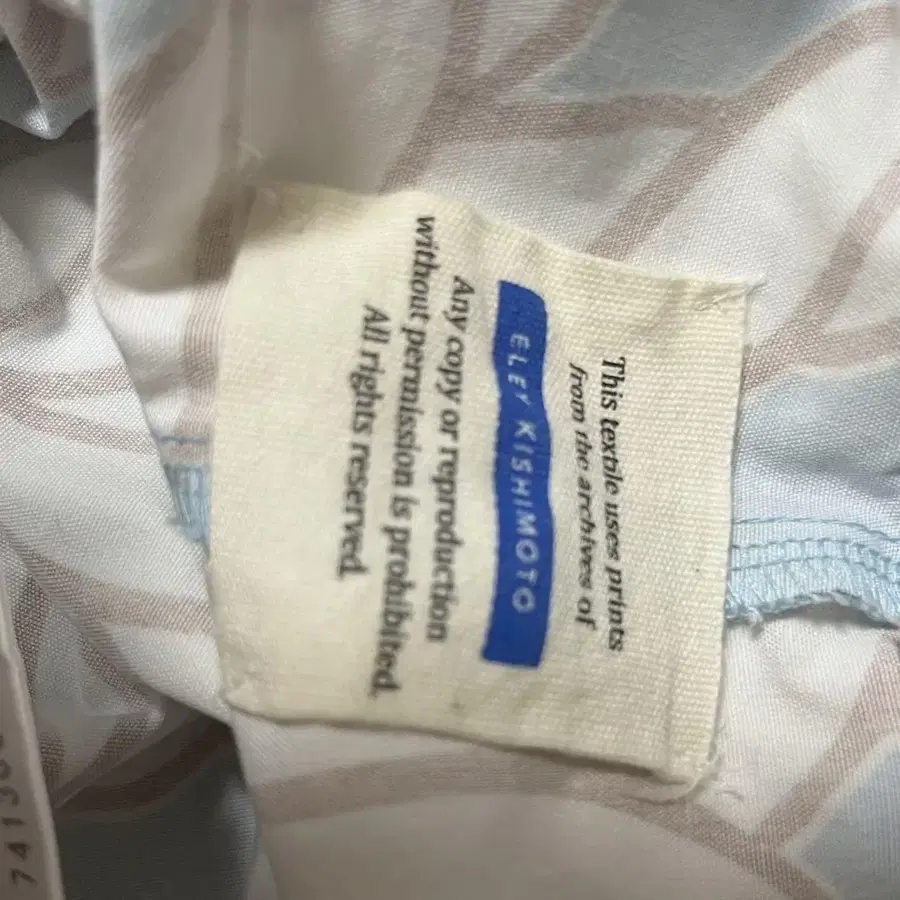 This textile uses prints
from the archives of
ELEY KISHIMOTO
Any copy or reproduction
without permission is prohibited.
All rights reserved.